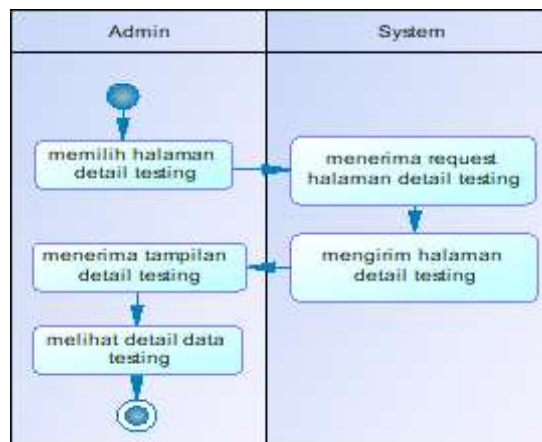 Admin
System
memilih halaman
detail testing
menerima request
halaman detail testing
mengirim halaman
detail testing
menerima tampilan
detail testing
melihat detail data
testing